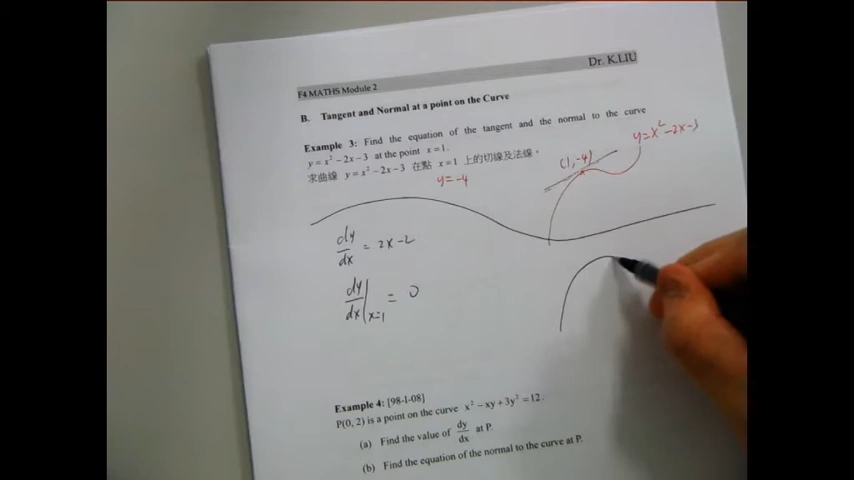 Dr. K.LIU
F4 MATHS Module 2
B. Tangent and Normal at a point on the Curve
Example 3: Find the equation of the tangent and the normal to the curve
y = x² − 2x − 3 at the point x = 1.
求曲線 y = x² − 2x − 3 在點 x = 1 上的切線及法線。
y = -4
(1, -4)
y = x² - 2x - 3
dy/dx = 2x - 2
dy/dx | x=1 = 0
Example 4: [98-I-08]
P(0, 2) is a point on the curve x² − xy + 3y² = 12.
(a) Find the value of dy/dx at P.
(b) Find the equation of the normal to the curve at P.